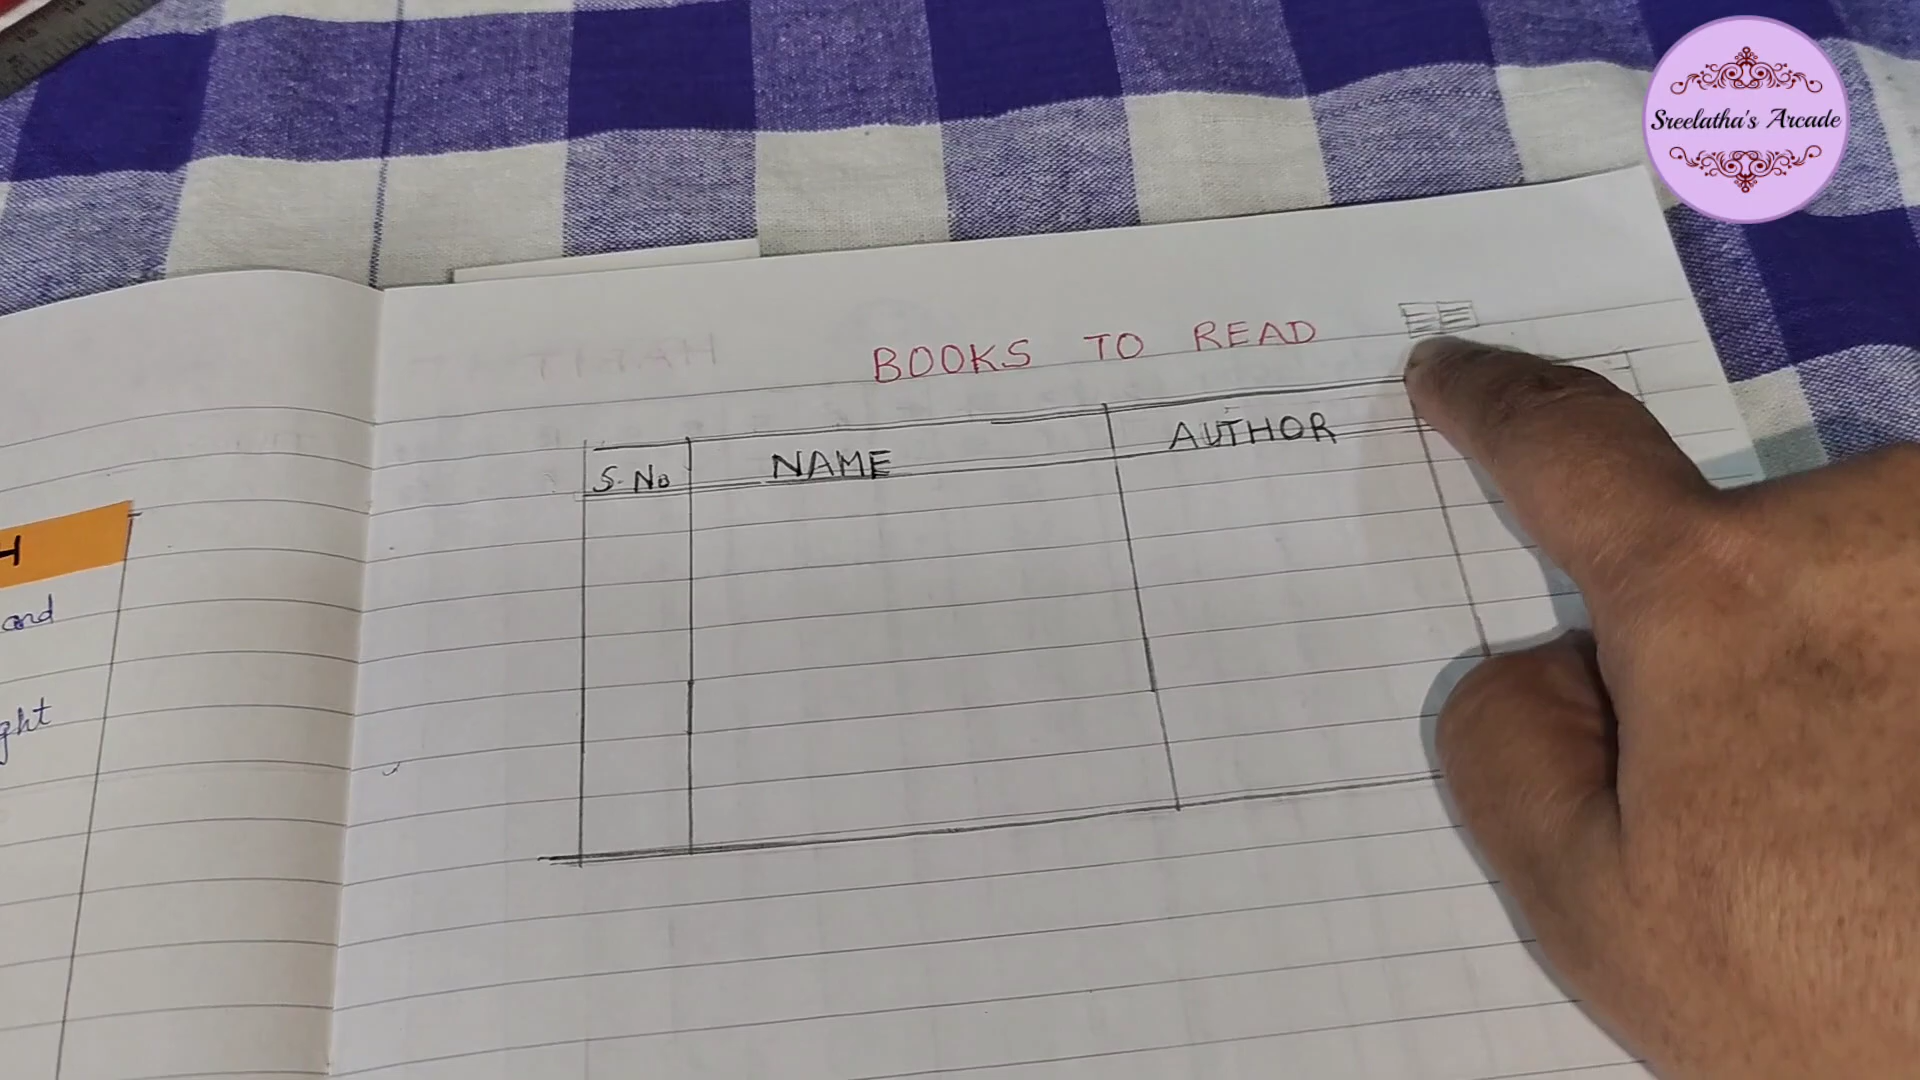 Sreelatha's Arcade
BOOKS TO READ
S. No NAME AUTHOR
H
and
ght